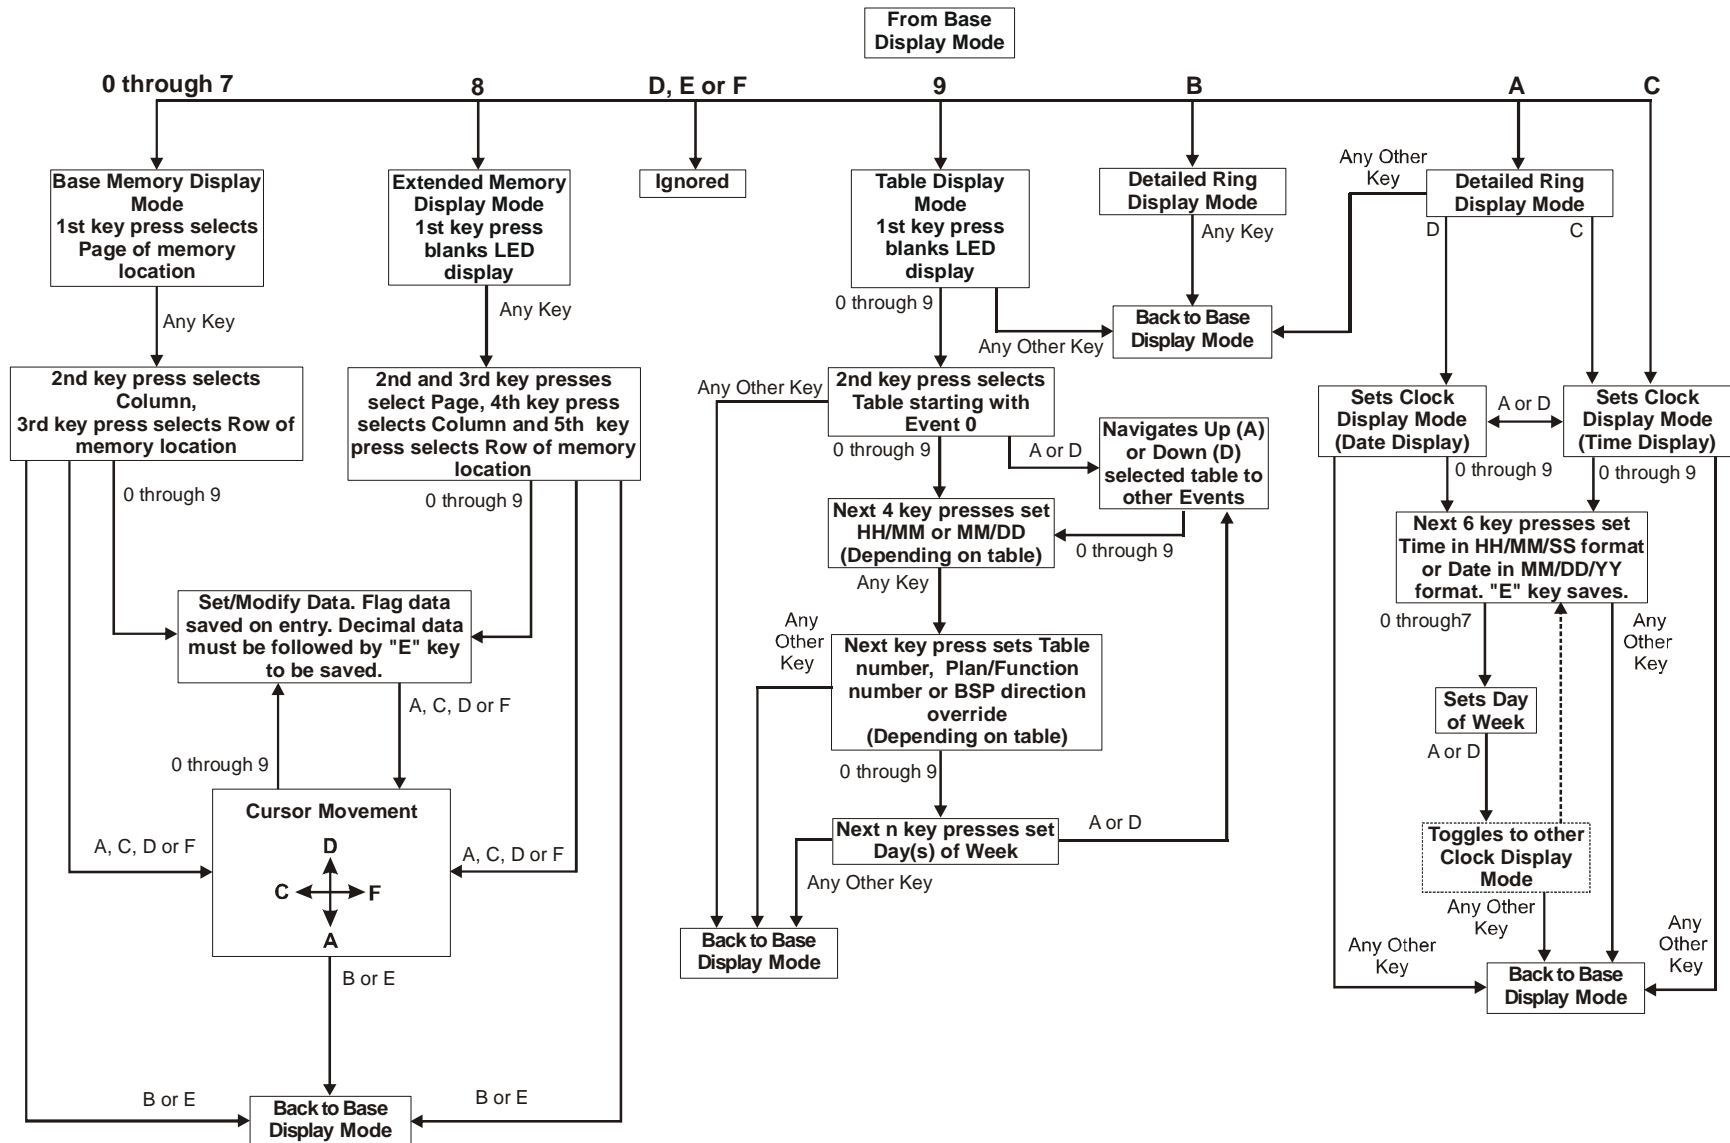 From Base
Display Mode
0 through 7
8
D, E or F
9
B
A
C
Base Memory Display
Mode
1st key press selects
Page of memory
location
Extended Memory
Display Mode
1st key press
blanks LED
display
Ignored
Table Display
Mode
1st key press
blanks LED
display
Detailed Ring
Display Mode
Any Other
Key
Detailed Ring
Display Mode
Any Key
D
C
Any Key
Any Key
0 through 9
Any Other Key
Back to Base
Display Mode
2nd key press selects
Column,
3rd key press selects Row of
memory location
2nd and 3rd key presses
select Page, 4th key press
selects Column and 5th key
press selects Row of memory
location
Any Other Key
2nd key press selects
Table starting with
Event 0
Sets Clock
Display Mode
(Date Display)
A or D
Sets Clock
Display Mode
(Time Display)
0 through 9
A or D
Navigates Up (A)
or Down (D)
selected table to
other Events
0 through 9
0 through 9
0 through 9
0 through 9
Next 4 key presses set
HH/MM or MM/DD
(Depending on table)
0 through 9
Next 6 key presses set
Time in HH/MM/SS format
or Date in MM/DD/YY
format. "E" key saves.
Any Key
Set/Modify Data. Flag data
saved on entry. Decimal data
must be followed by "E" key
to be saved.
Any
Other
Key
Next key press sets Table
number, Plan/Function
number or BSP direction
override
(Depending on table)
0 through7
Any
Other
Key
A, C, D or F
Sets Day
of Week
0 through 9
0 through 9
A or D
Cursor Movement
D
C
F
A
A, C, D or F
A, C, D or F
Next n key presses set
Day(s) of Week
A or D
Any Other Key
Toggles to other
Clock Display
Mode
Any Other
Key
Back to Base
Display Mode
Any Other
Key
Any
Other
Key
Back to Base
Display Mode
B or E
B or E
B or E
Back to Base
Display Mode